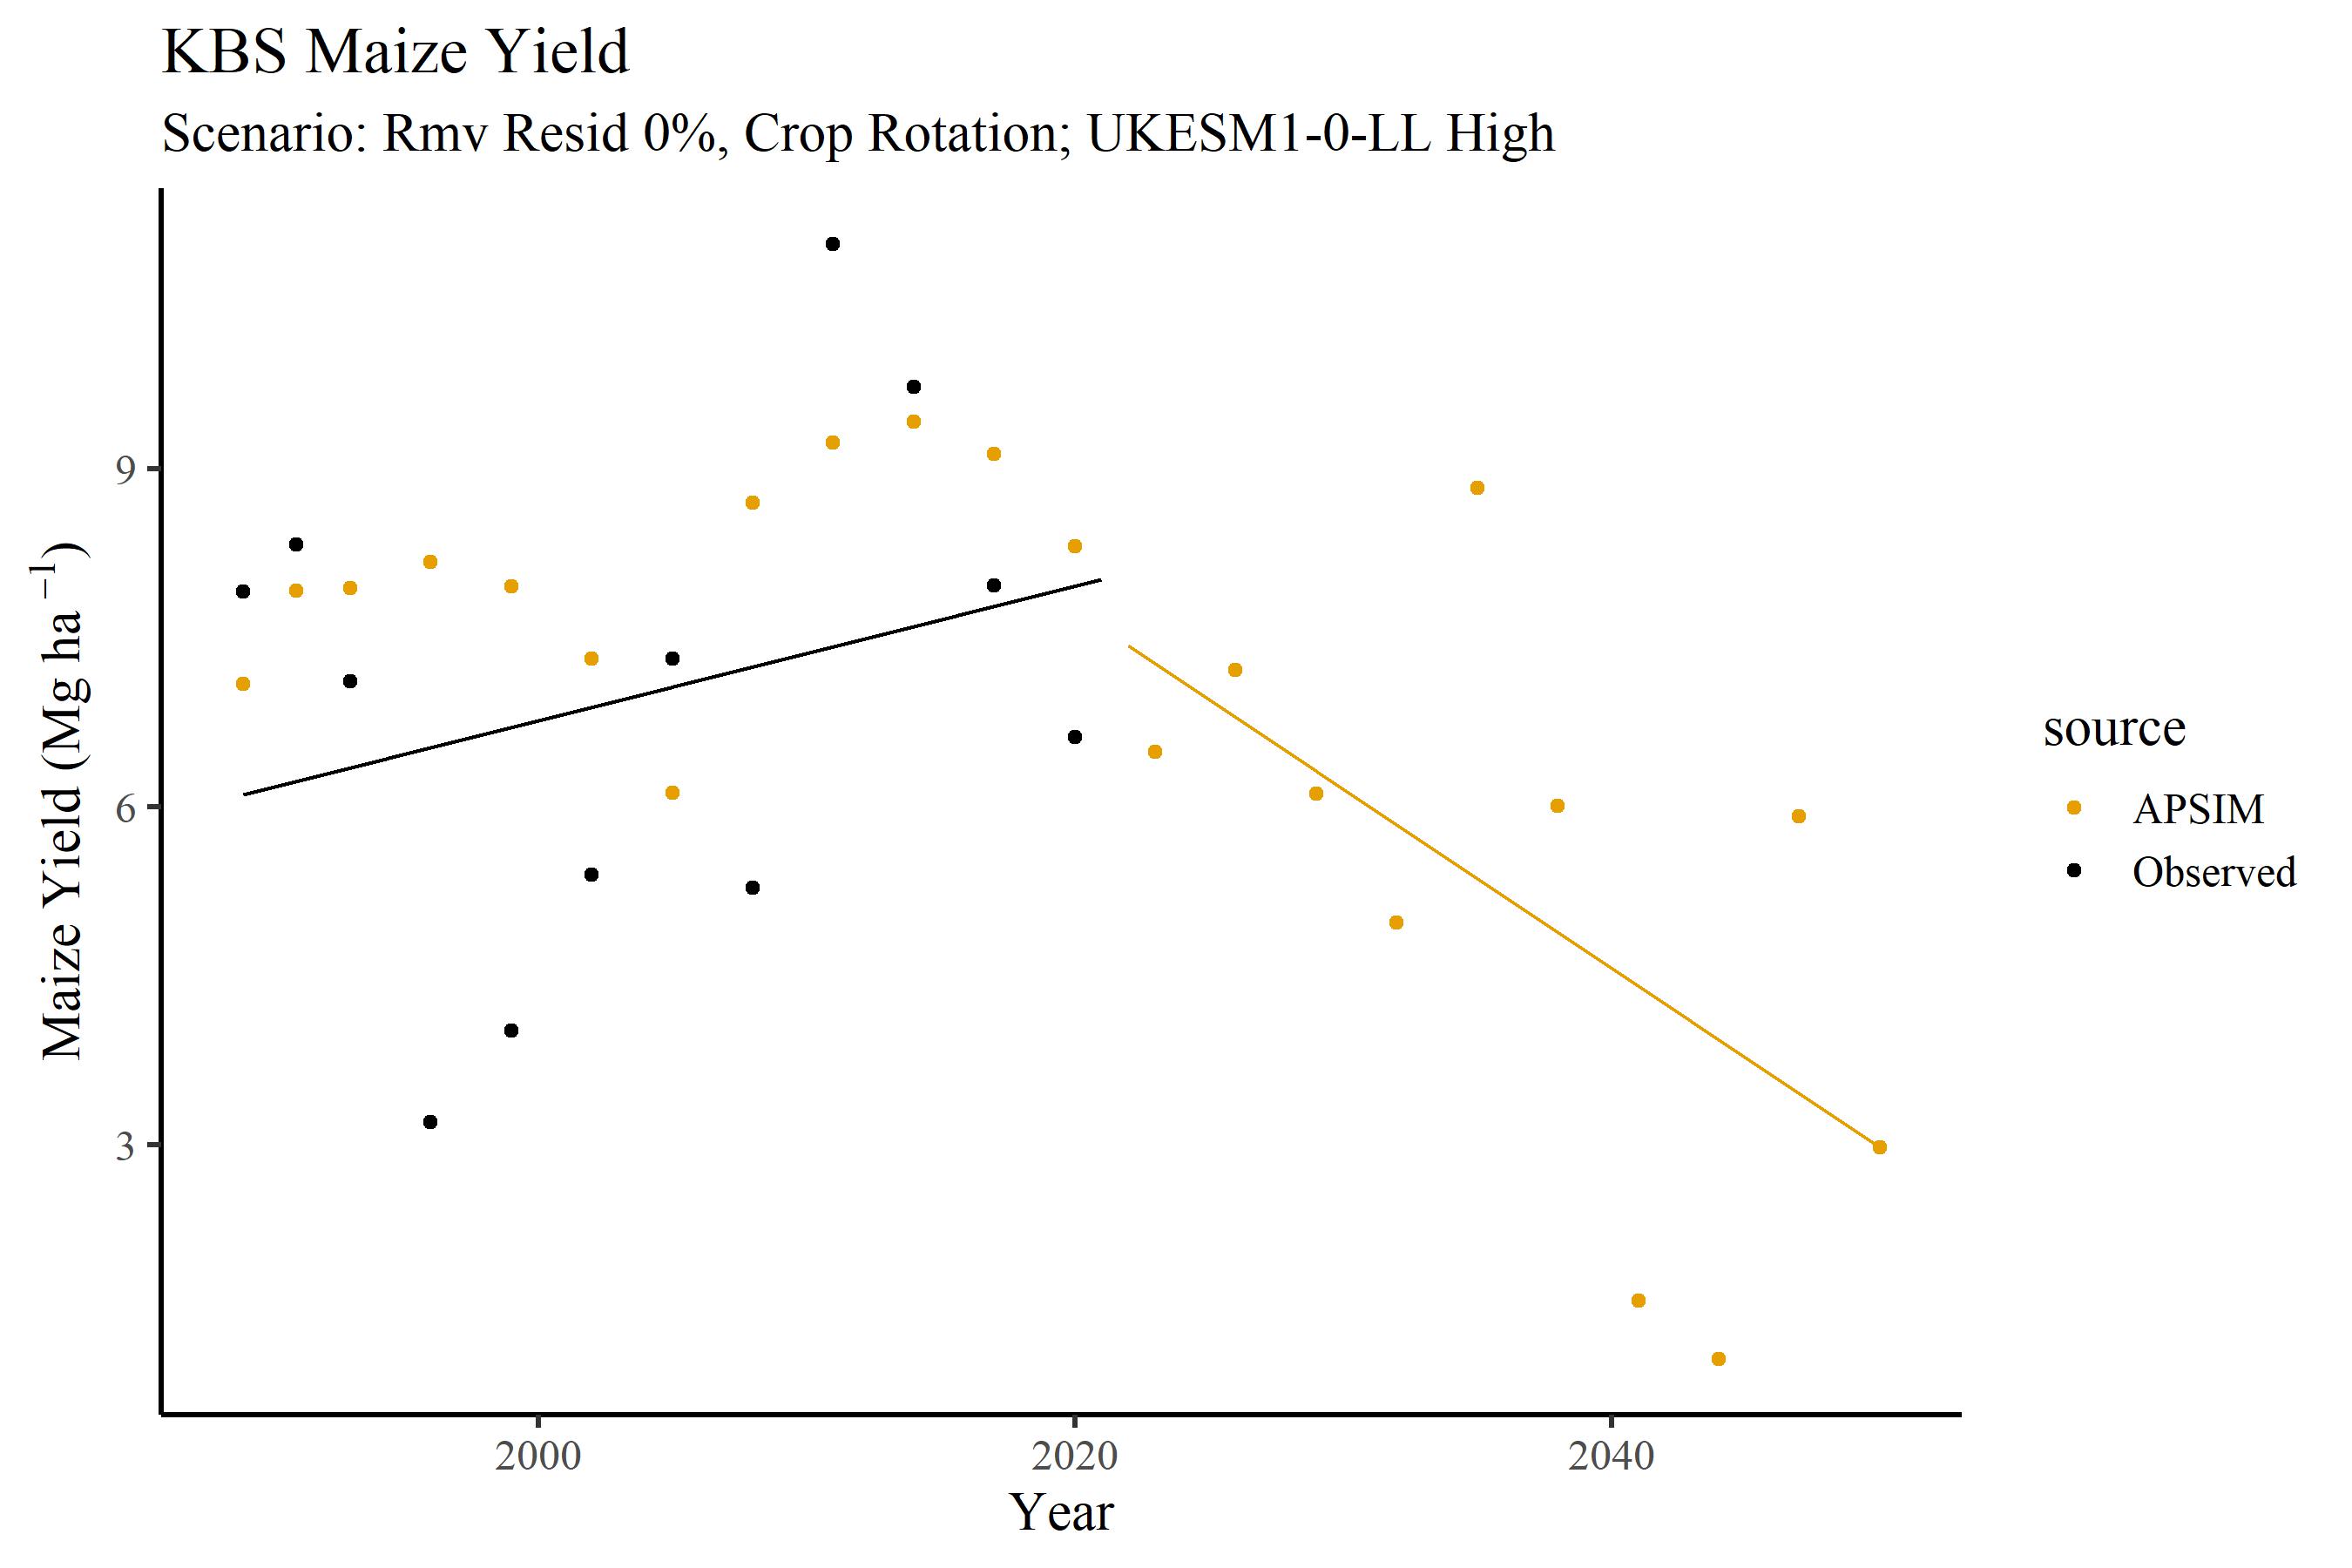 KBS Maize Yield
Scenario: Rmv Resid 0%, Crop Rotation; UKESM1-0-LL High
Maize Yield (Mg ha⁻¹)
9
6
3
2000 2020 2040
Year
source
APSIM
Observed